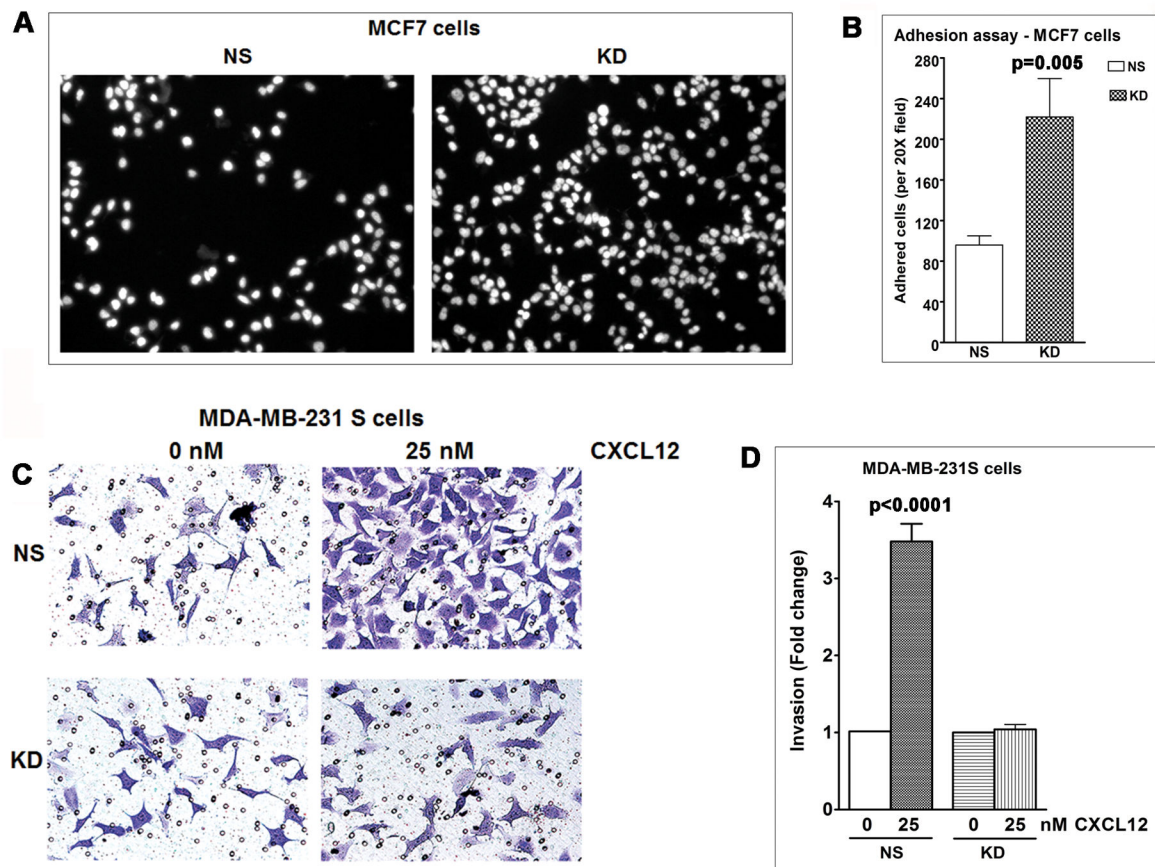 A
MCF7 cells
NS
KD
B
Adhesion assay - MCF7 cells
p=0.005
NS
KD
Adhered cells (per 20X field)
280
240
200
160
120
80
40
0
NS
KD
C
MDA-MB-231 S cells
0 nM
25 nM
CXCL12
NS
KD
D
MDA-MB-231S cells
p<0.0001
Invasion (Fold change)
4
3
2
1
0
0
25
0
25
nM CXCL12
NS
KD